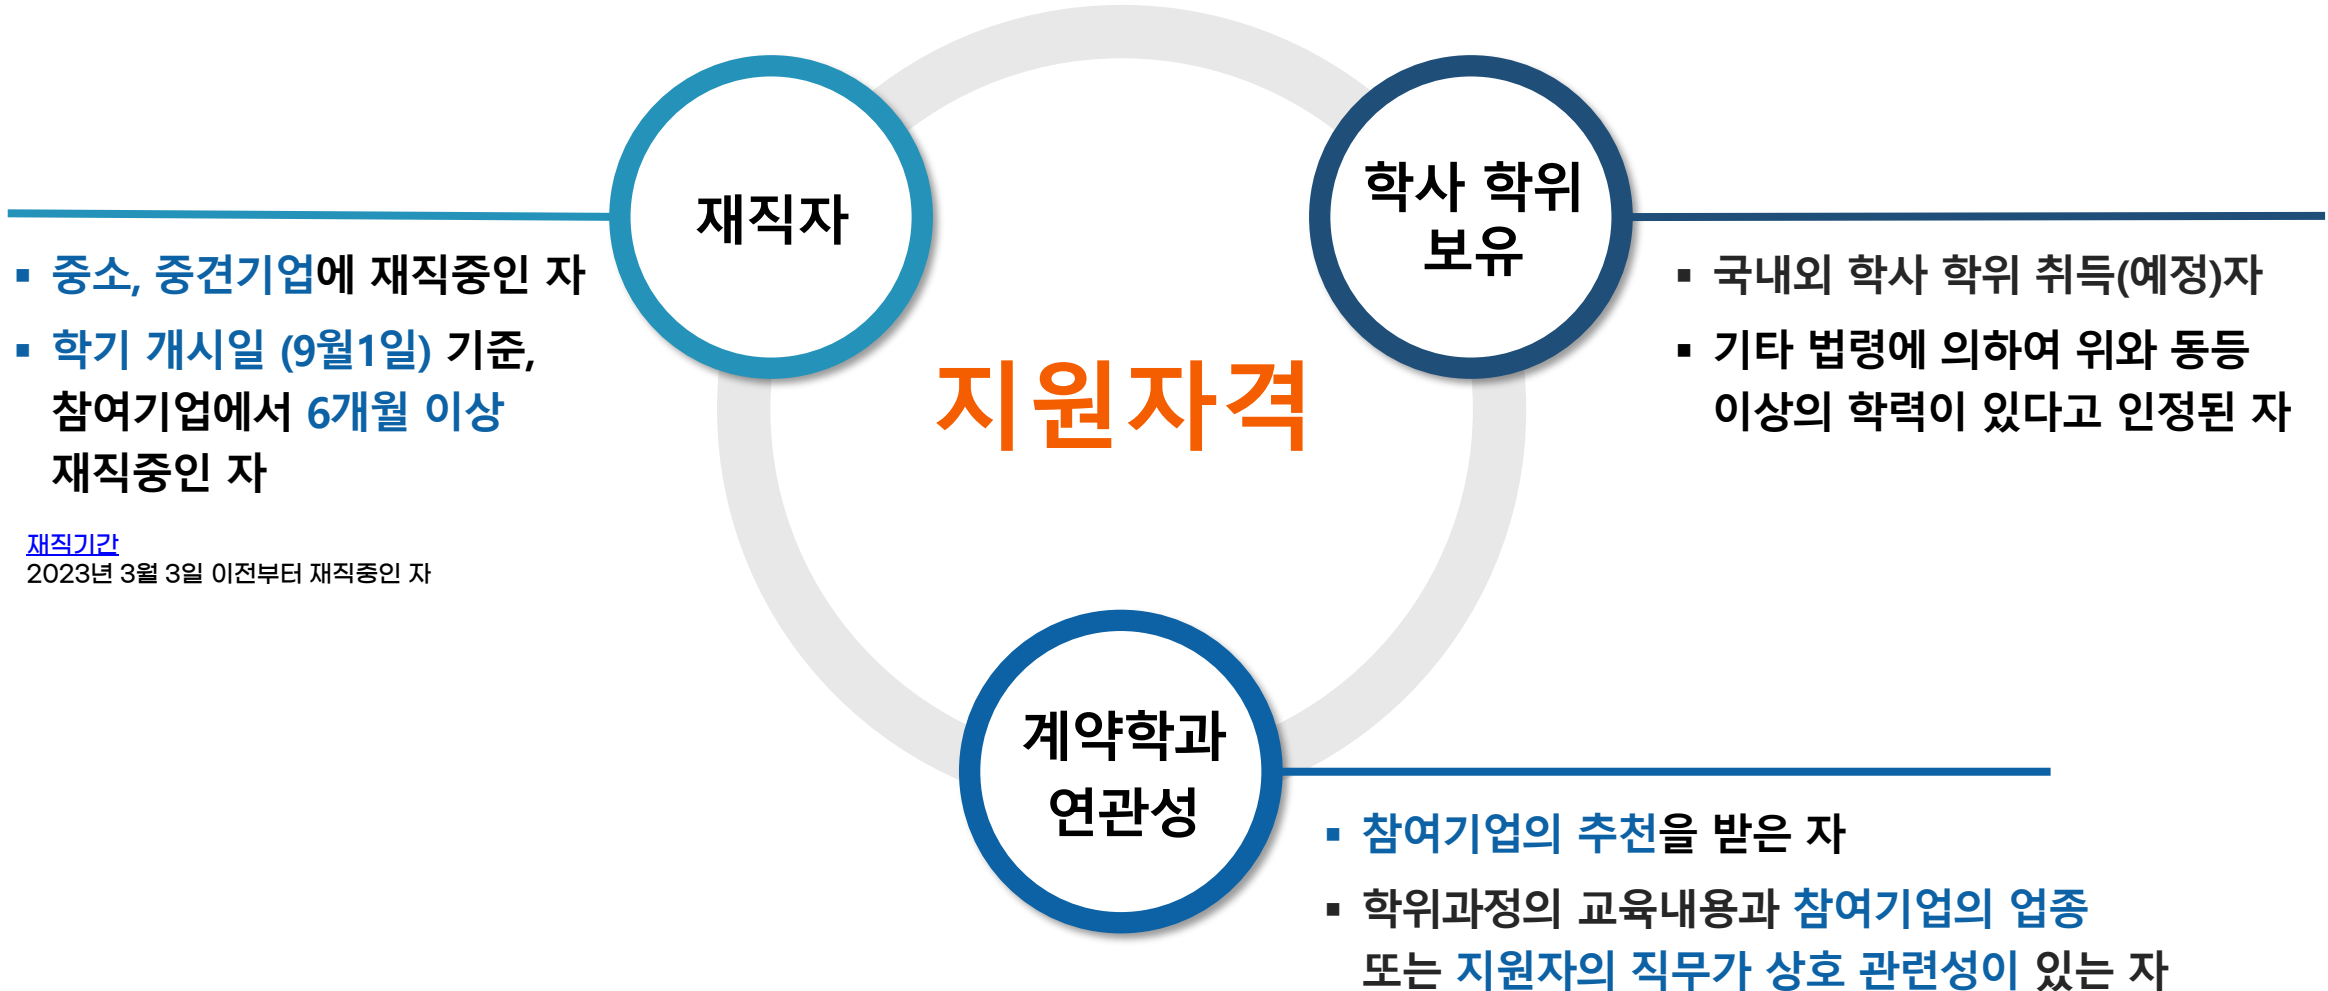 재직자
중소, 중견기업에 재직중인 자
학기 개시일 (9월1일) 기준,
참여기업에서 6개월 이상
재직중인 자
재직기간
2023년 3월 3일 이전부터 재직중인 자
지원자격
학사 학위
보유
국내외 학사 학위 취득(예정)자
기타 법령에 의하여 위와 동등
이상의 학력이 있다고 인정된 자
계약학과
연관성
참여기업의 추천을 받은 자
학위과정의 교육내용과 참여기업의 업종
또는 지원자의 직무가 상호 관련성이 있는 자